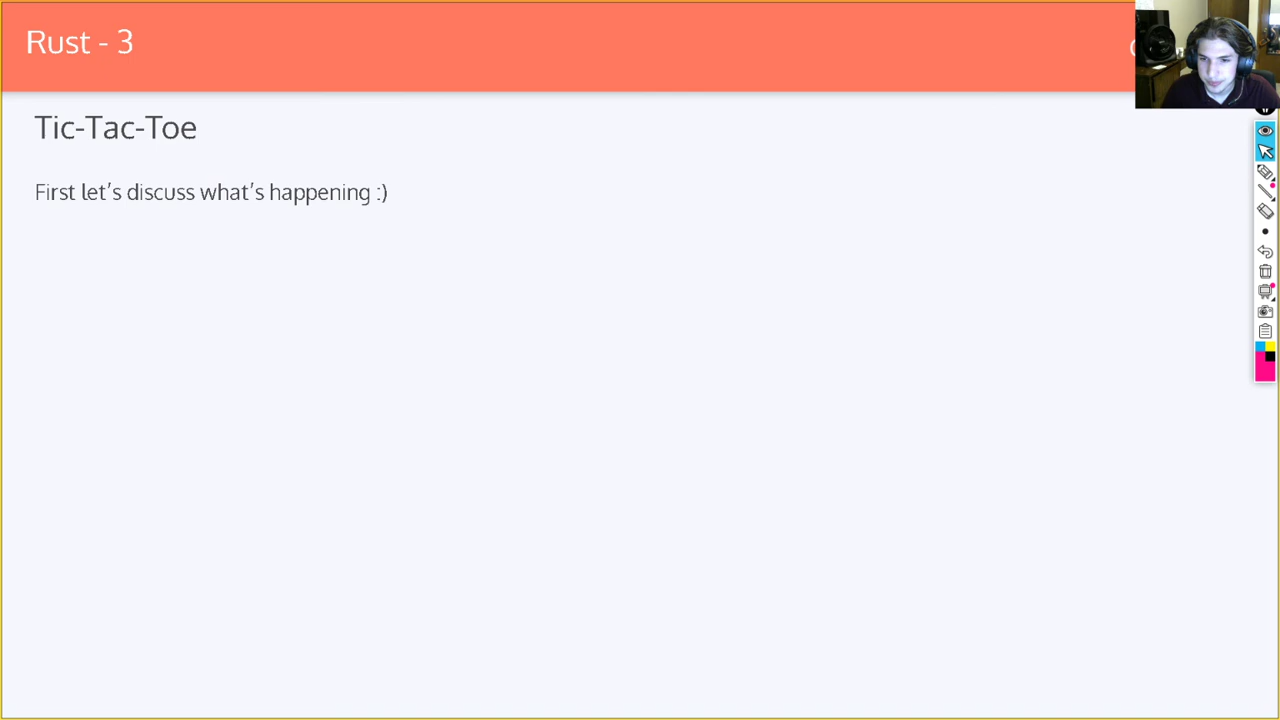 Rust - 3
Tic-Tac-Toe
First let's discuss what's happening :)